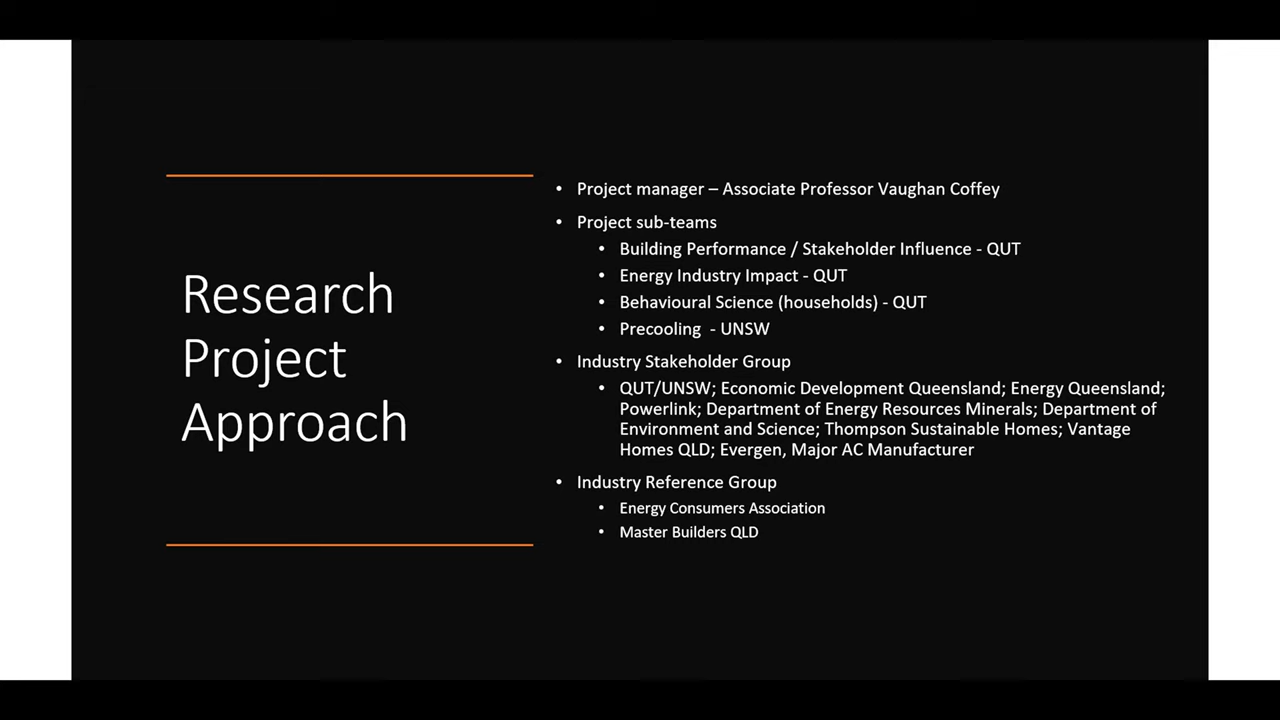 Research
Project
Approach
• Project manager – Associate Professor Vaughan Coffey
• Project sub-teams
• Building Performance / Stakeholder Influence - QUT
• Energy Industry Impact - QUT
• Behavioural Science (households) - QUT
• Precooling - UNSW
• Industry Stakeholder Group
• QUT/UNSW; Economic Development Queensland; Energy Queensland;
Powerlink; Department of Energy Resources Minerals; Department of
Environment and Science; Thompson Sustainable Homes; Vantage
Homes QLD; Evergen, Major AC Manufacturer
• Industry Reference Group
• Energy Consumers Association
• Master Builders QLD